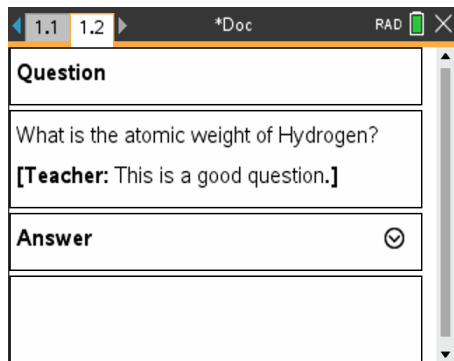 1.1 1.2 *Doc RAD
Question
What is the atomic weight of Hydrogen?
[Teacher: This is a good question.]
Answer